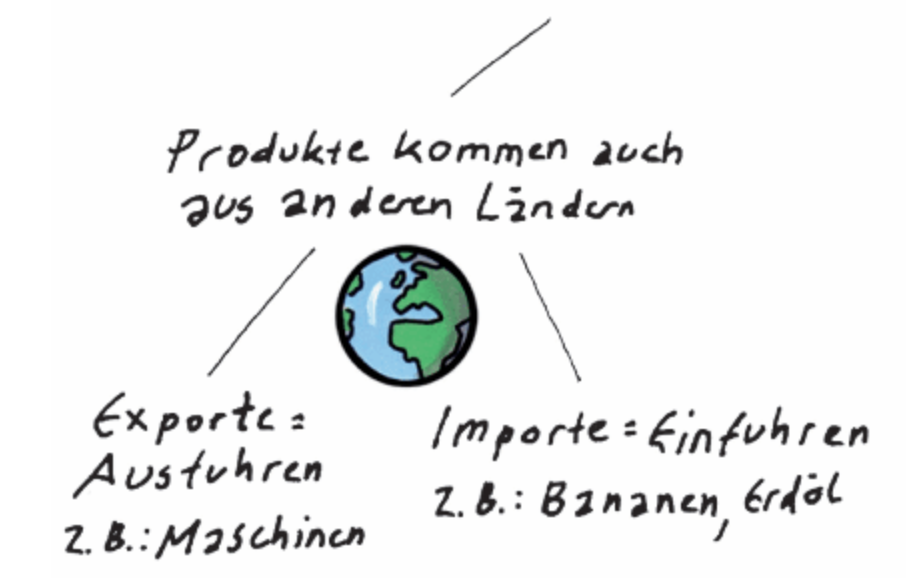 Produkte kommen auch
aus anderen Ländern
Exporte =
Ausfuhren
z. B.: Maschinen
Importe = Einfuhren
z. B.: Bananen, Erdöl